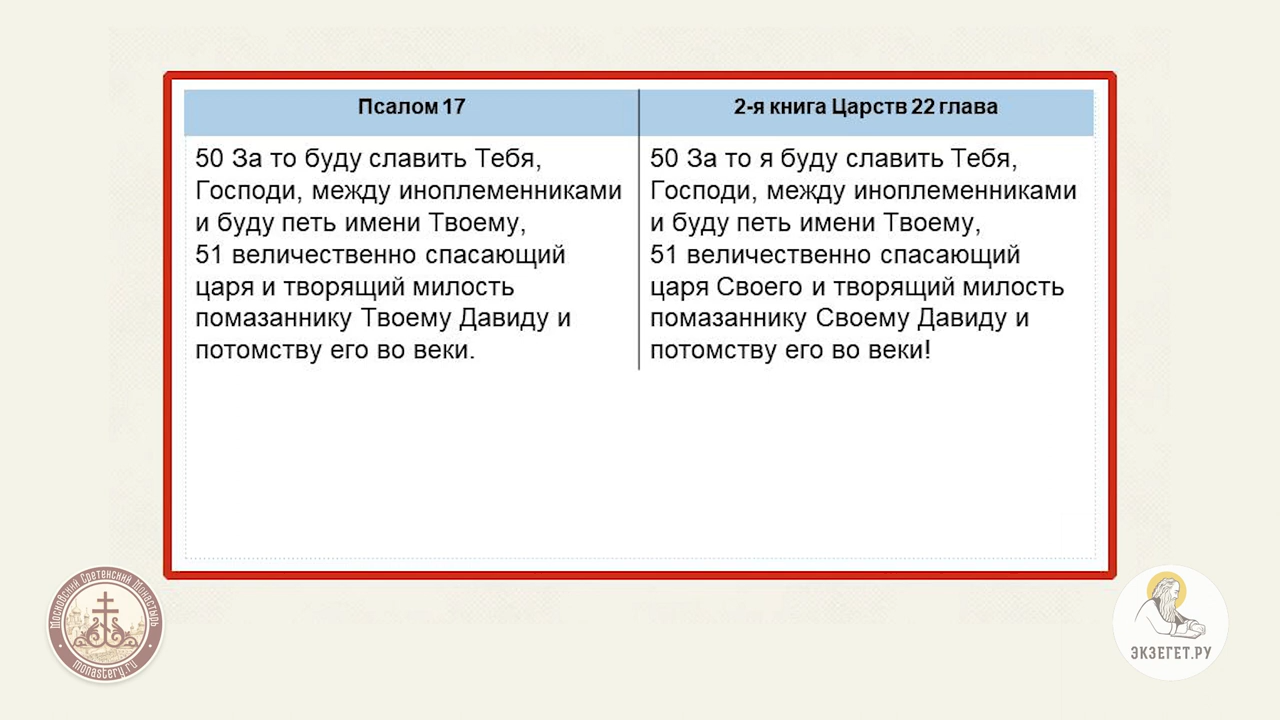 Псалом 17
50 За то буду славить Тебя,
Господи, между иноплеменниками
и буду петь имени Твоему,
51 величественно спасающий
царя и творящий милость
помазаннику Твоему Давиду и
потомству его во веки.
2-я книга Царств 22 глава
50 За то я буду славить Тебя,
Господи, между иноплеменниками
и буду петь имени Твоему,
51 величественно спасающий
царя Своего и творящий милость
помазаннику Своему Давиду и
потомству его во веки!
Московский Сретенский Монастырь
monastery.ru
ЭКЗЕГЕТ.РУ